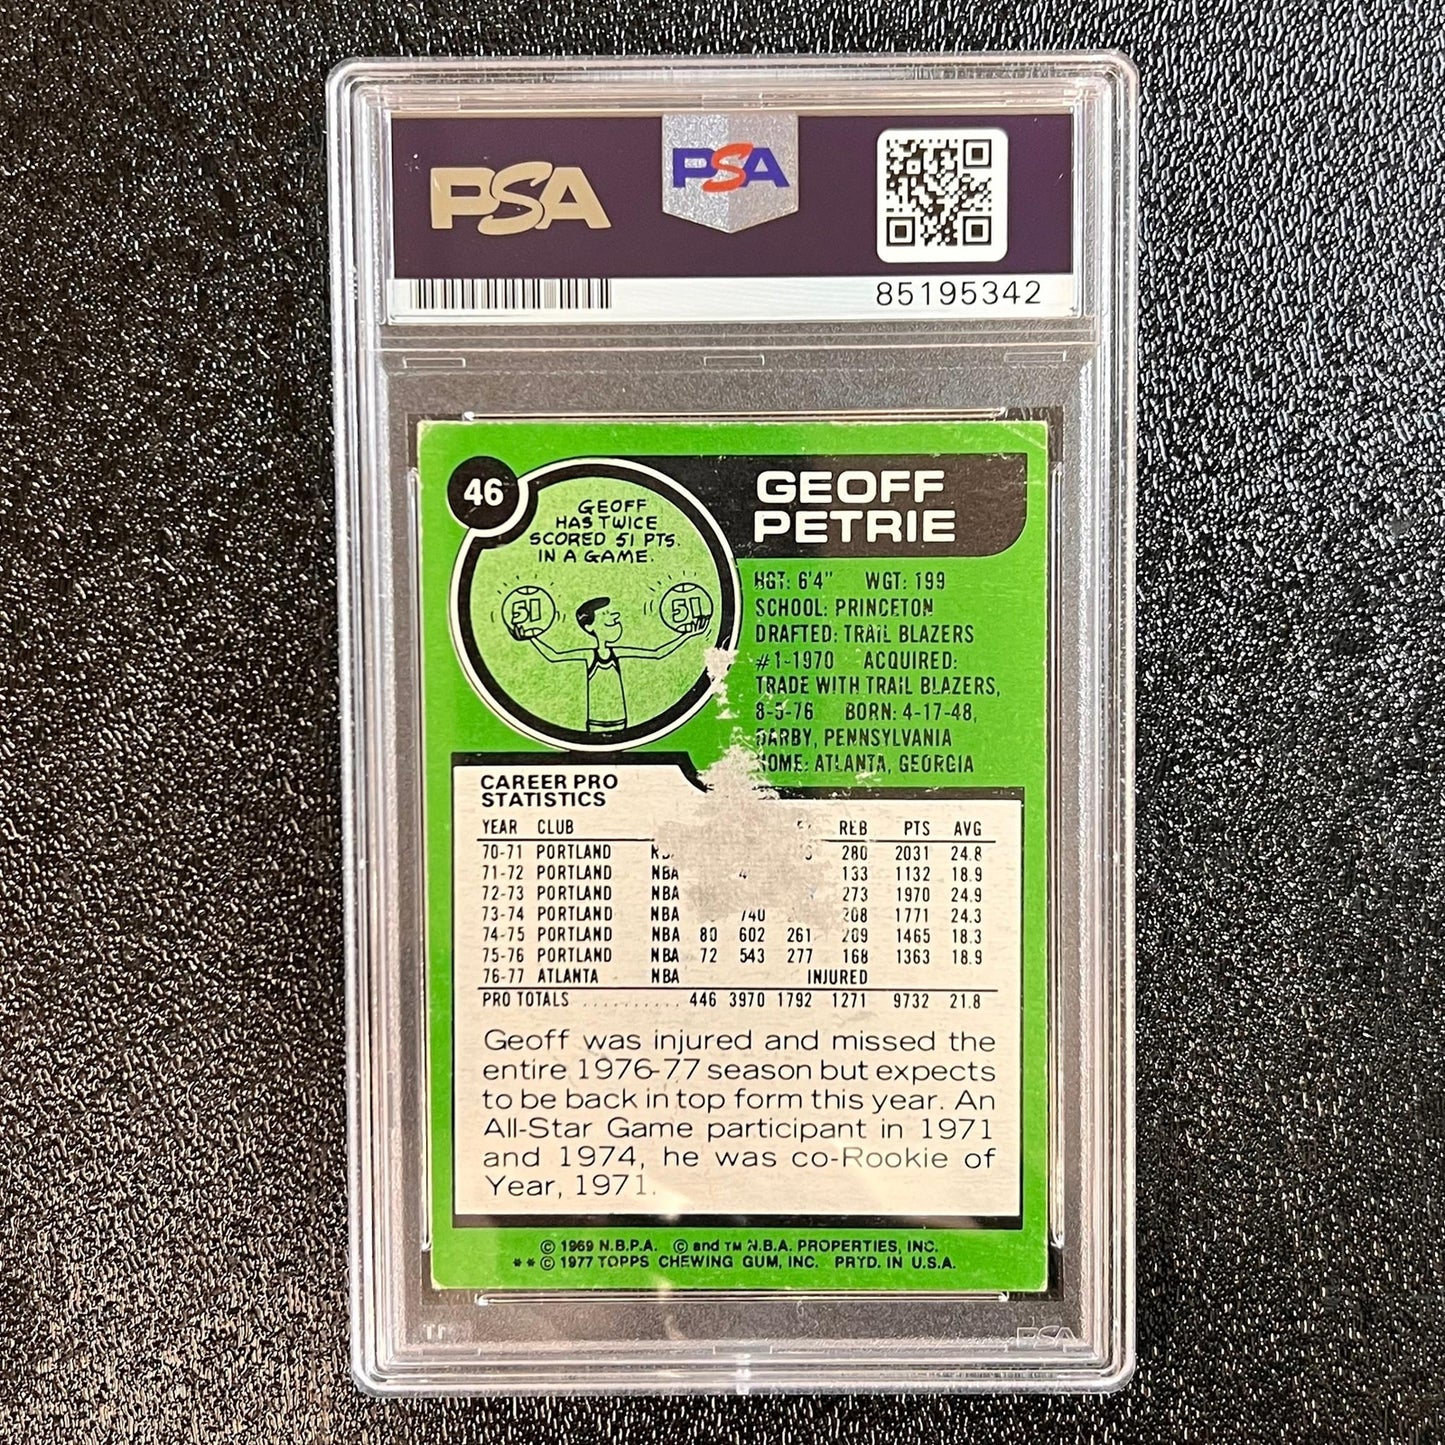 PSA
PSA
85195342
46
GEOFF
HAS TWICE
SCORED 51 PTS.
IN A GAME.
51 51
GEOFF
PETRIE
HGT: 6'4" WGT: 199
SCHOOL: PRINCETON
DRAFTED: TRAIL BLAZERS
#1-1970 ACQUIRED:
TRADE WITH TRAIL BLAZERS,
BORN: 4-17-48,
DARBY, PENNSYLVANIA
HOME: ATLANTA, GEORGIA
CAREER PRO
STATISTICS
YEAR CLUB REB PTS AVG
70-71 PORTLAND 280 2031 24.8
71-72 PORTLAND NBA 133 1132 18.9
72-73 PORTLAND NBA 273 1970 24.9
73-74 PORTLAND NBA 740 208 1771 24.3
74-75 PORTLAND NBA 80 602 261 209 1465 18.3
75-76 PORTLAND NBA 72 543 277 168 1363 18.9
76-77 ATLANTA NBA INJURED
PRO TOTALS .......... 446 3970 1792 1271 9732 21.8
Geoff was injured and missed the
entire 1976-77 season but expects
to be back in top form this year. An
All-Star Game participant in 1971
and 1974, he was co-Rookie of
Year, 1971.
© 1969 N.B.P.A. © and TM N.B.A. PROPERTIES, INC.
** © 1977 TOPPS CHEWING GUM, INC. PRTD. IN U.S.A.
PSA